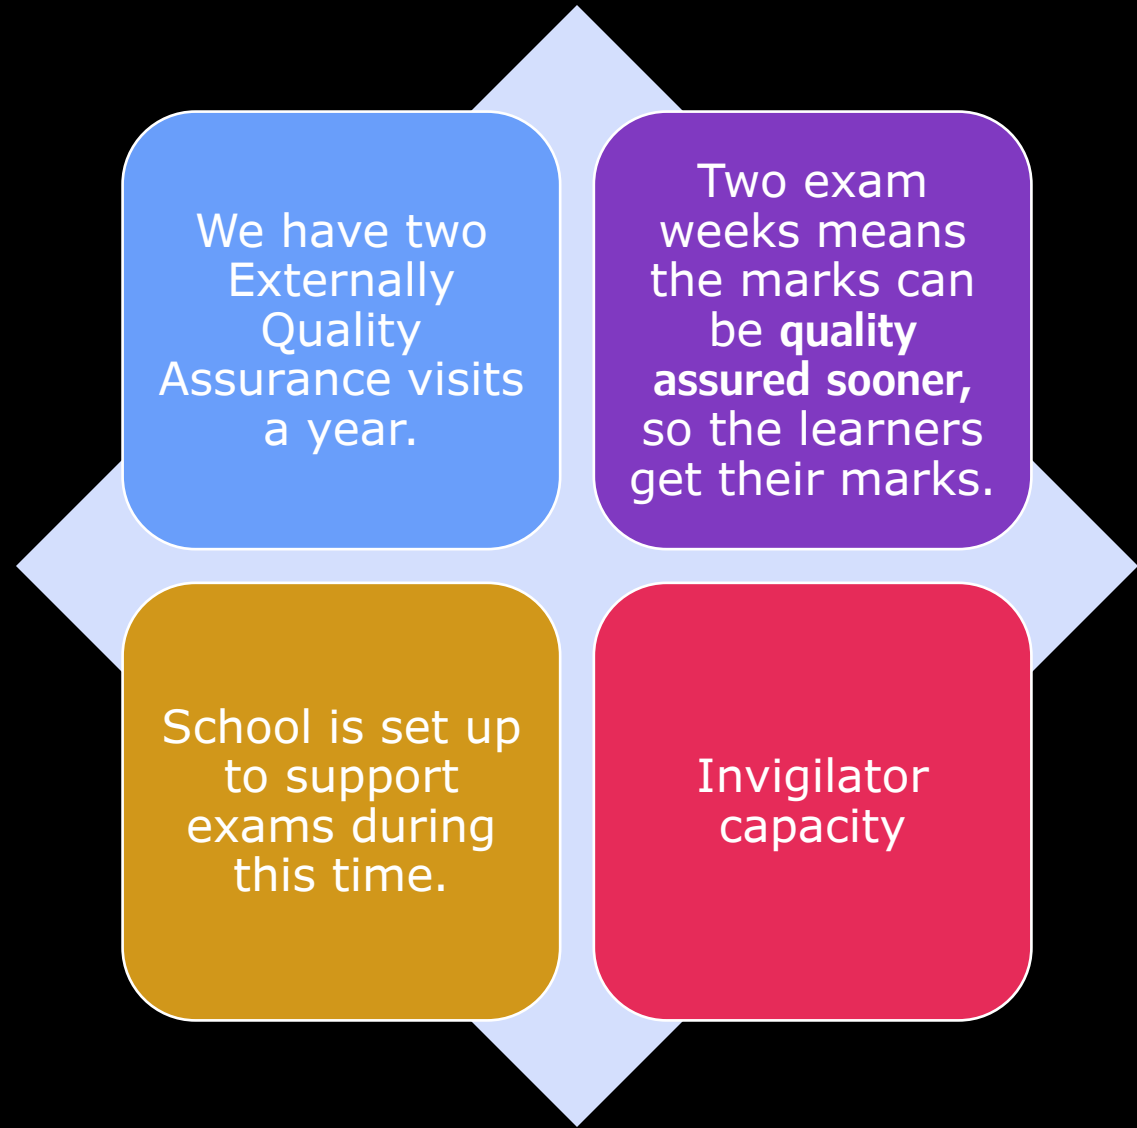 We have two
Externally
Quality
Assurance visits
a year.
Two exam
weeks means
the marks can
be quality
assured sooner,
so the learners
get their marks.
School is set up
to support
exams during
this time.
Invigilator
capacity